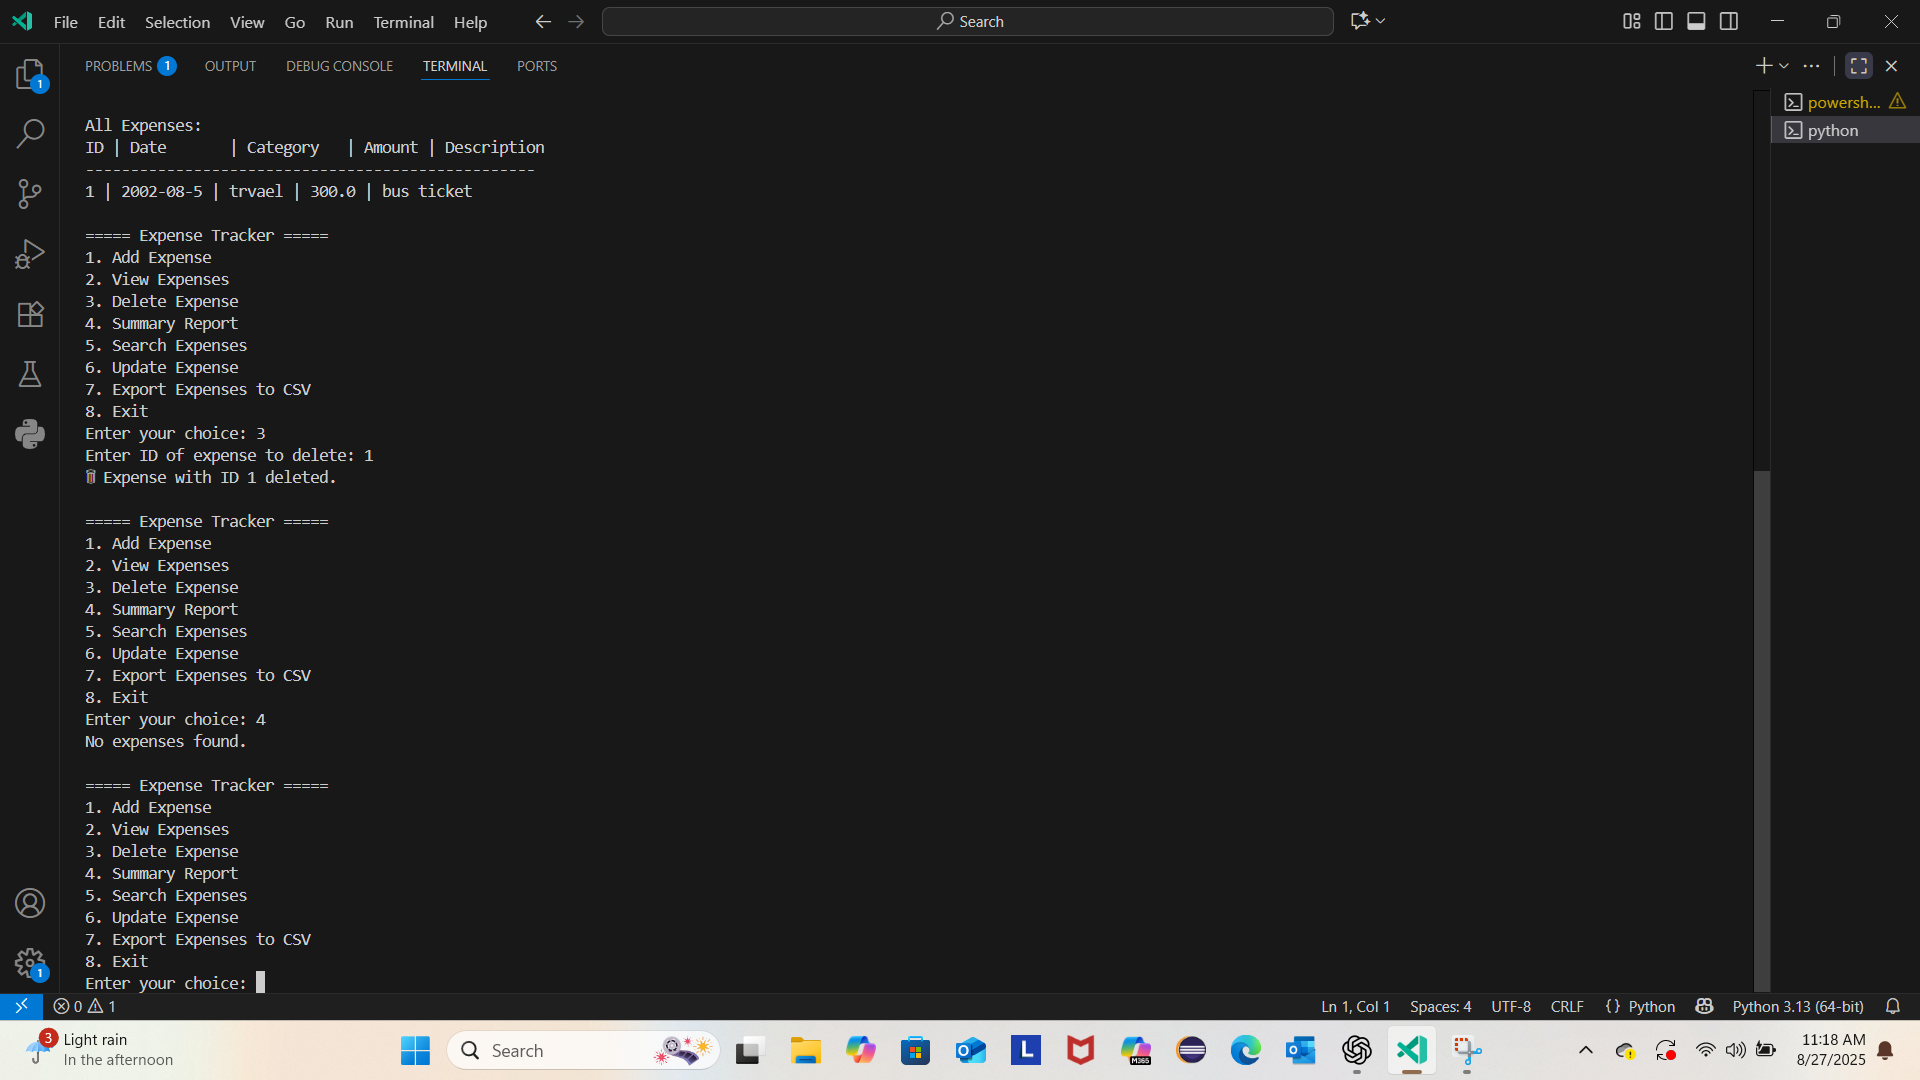 File Edit Selection View Go Run Terminal Help Search
PROBLEMS 1 OUTPUT DEBUG CONSOLE TERMINAL PORTS
powersh...
python
1
All Expenses:
ID | Date       | Category   | Amount | Description
--------------------------------------------------
1 | 2002-08-5 | trvael | 300.0 | bus ticket
===== Expense Tracker =====
1. Add Expense
2. View Expenses
3. Delete Expense
4. Summary Report
5. Search Expenses
6. Update Expense
7. Export Expenses to CSV
8. Exit
Enter your choice: 3
Enter ID of expense to delete: 1
Expense with ID 1 deleted.
===== Expense Tracker =====
1. Add Expense
2. View Expenses
3. Delete Expense
4. Summary Report
5. Search Expenses
6. Update Expense
7. Export Expenses to CSV
8. Exit
Enter your choice: 4
No expenses found.
===== Expense Tracker =====
1. Add Expense
2. View Expenses
3. Delete Expense
4. Summary Report
5. Search Expenses
6. Update Expense
7. Export Expenses to CSV
8. Exit
Enter your choice:
1
0 1 Ln 1, Col 1 Spaces: 4 UTF-8 CRLF {} Python Python 3.13 (64-bit)
3 Light rain
In the afternoon
Search
L
M365
11:18 AM
8/27/2025